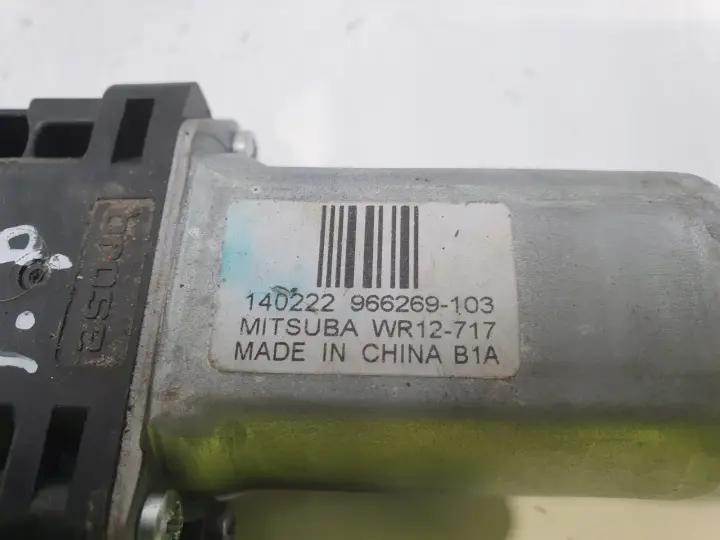 140222 966269-103
MITSUBA WR12-717
MADE IN CHINA B1A